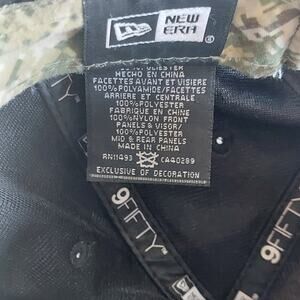 NEW
ERA
POLIESTER
HECHO EN CHINA
FACETTES AVANT ET VISIERE
100%POLYAMIDE/FACETTES
ARRIERE ET CENTRALE
100%POLYESTER
FABRIQUE EN CHINE
100%NYLON FRONT
PANELS & VISOR/
100%POLYESTER
MID & REAR PANELS
MADE IN CHINA
RN11493 CA40289
EXCLUSIVE OF DECORATION
9FIFTY
9FIFTY